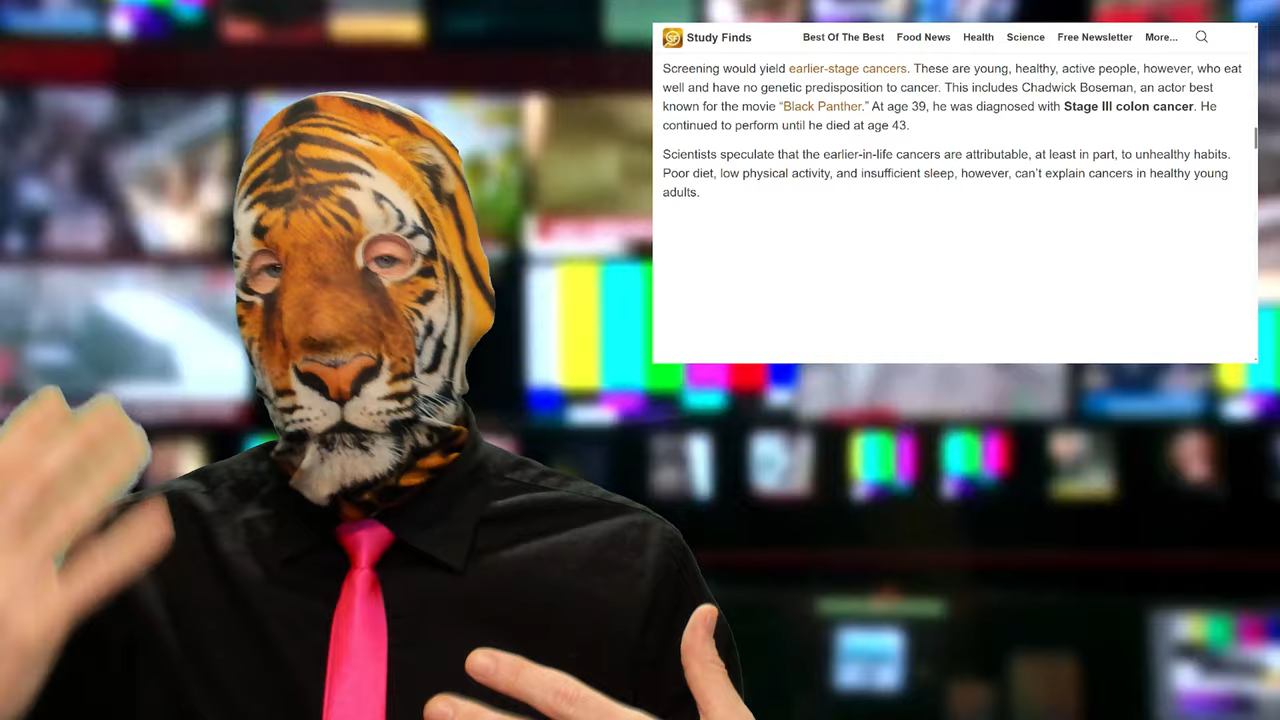 Study Finds Best Of The Best Food News Health Science Free Newsletter More...
Screening would yield earlier-stage cancers. These are young, healthy, active people, however, who eat
well and have no genetic predisposition to cancer. This includes Chadwick Boseman, an actor best
known for the movie “Black Panther.” At age 39, he was diagnosed with Stage III colon cancer. He
continued to perform until he died at age 43.
Scientists speculate that the earlier-in-life cancers are attributable, at least in part, to unhealthy habits.
Poor diet, low physical activity, and insufficient sleep, however, can’t explain cancers in healthy young
adults.